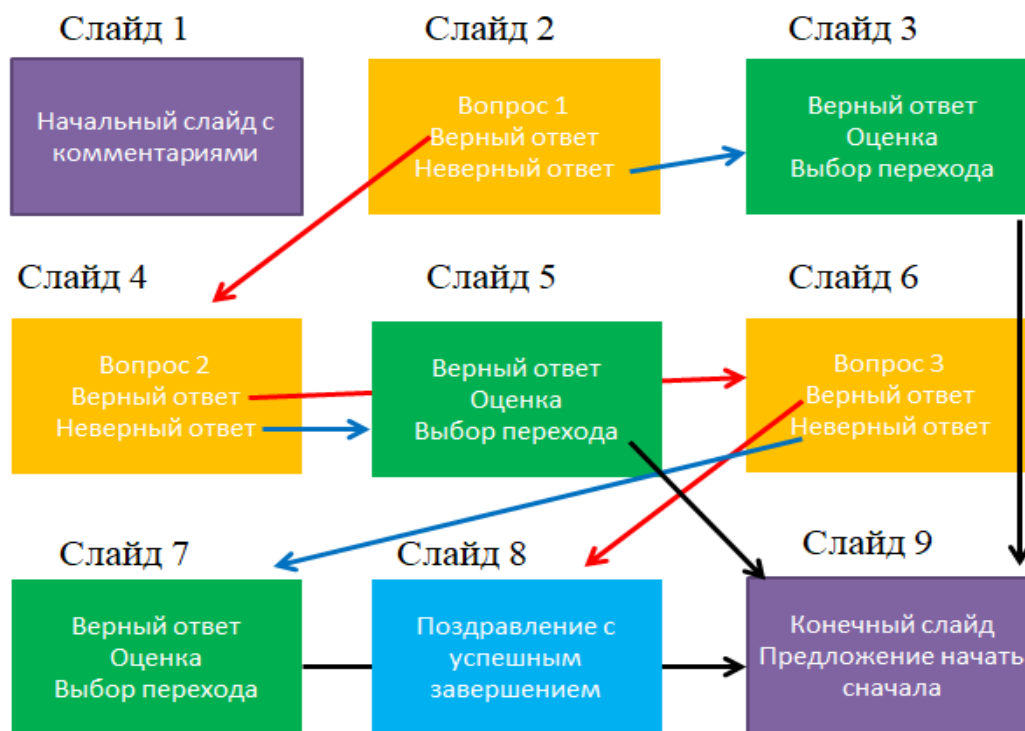 Слайд 1
Начальный слайд с
комментариями
Слайд 2
Вопрос 1
Верный ответ
Неверный ответ
Слайд 3
Верный ответ
Оценка
Выбор перехода
Слайд 4
Вопрос 2
Верный ответ
Неверный ответ
Слайд 5
Верный ответ
Оценка
Выбор перехода
Слайд 6
Вопрос 3
Верный ответ
Неверный ответ
Слайд 7
Верный ответ
Оценка
Выбор перехода
Слайд 8
Поздравление с
успешным
завершением
Слайд 9
Конечный слайд
Предложение начать
сначала